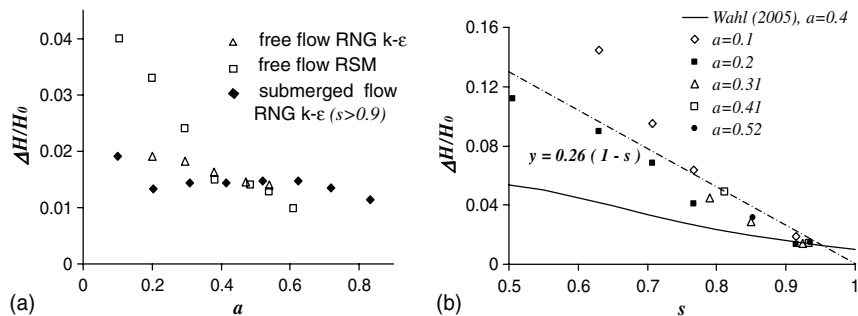 0.04
0.03
0.02
0.01
0
ΔH/H₀
0 0.2 0.4 0.6 0.8
a
(a)
free flow RNG k-ε
free flow RSM
submerged flow
RNG k-ε (s>0.9)
0.16
0.12
0.08
0.04
0.00
ΔH/H₀
0.5 0.6 0.7 0.8 0.9 1
s
(b)
Wahl (2005), a=0.4
a=0.1
a=0.2
a=0.31
a=0.41
a=0.52
y = 0.26 ( 1 - s )